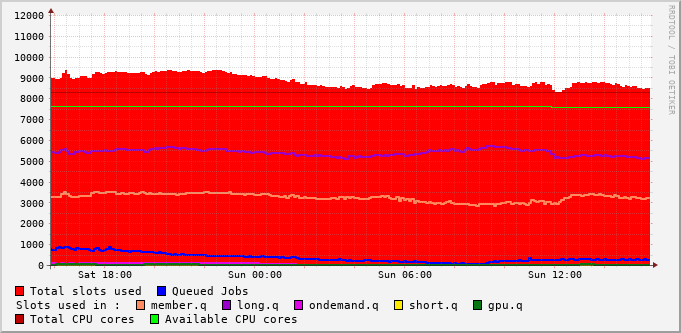 RRDTOOL / TOBI OETIKER
12000
11000
10000
9000
8000
7000
6000
5000
4000
3000
2000
1000
0
Sat 18:00 Sun 00:00 Sun 06:00 Sun 12:00
Total slots used Queued Jobs
Slots used in : member.q long.q ondemand.q short.q gpu.q
Total CPU cores Available CPU cores